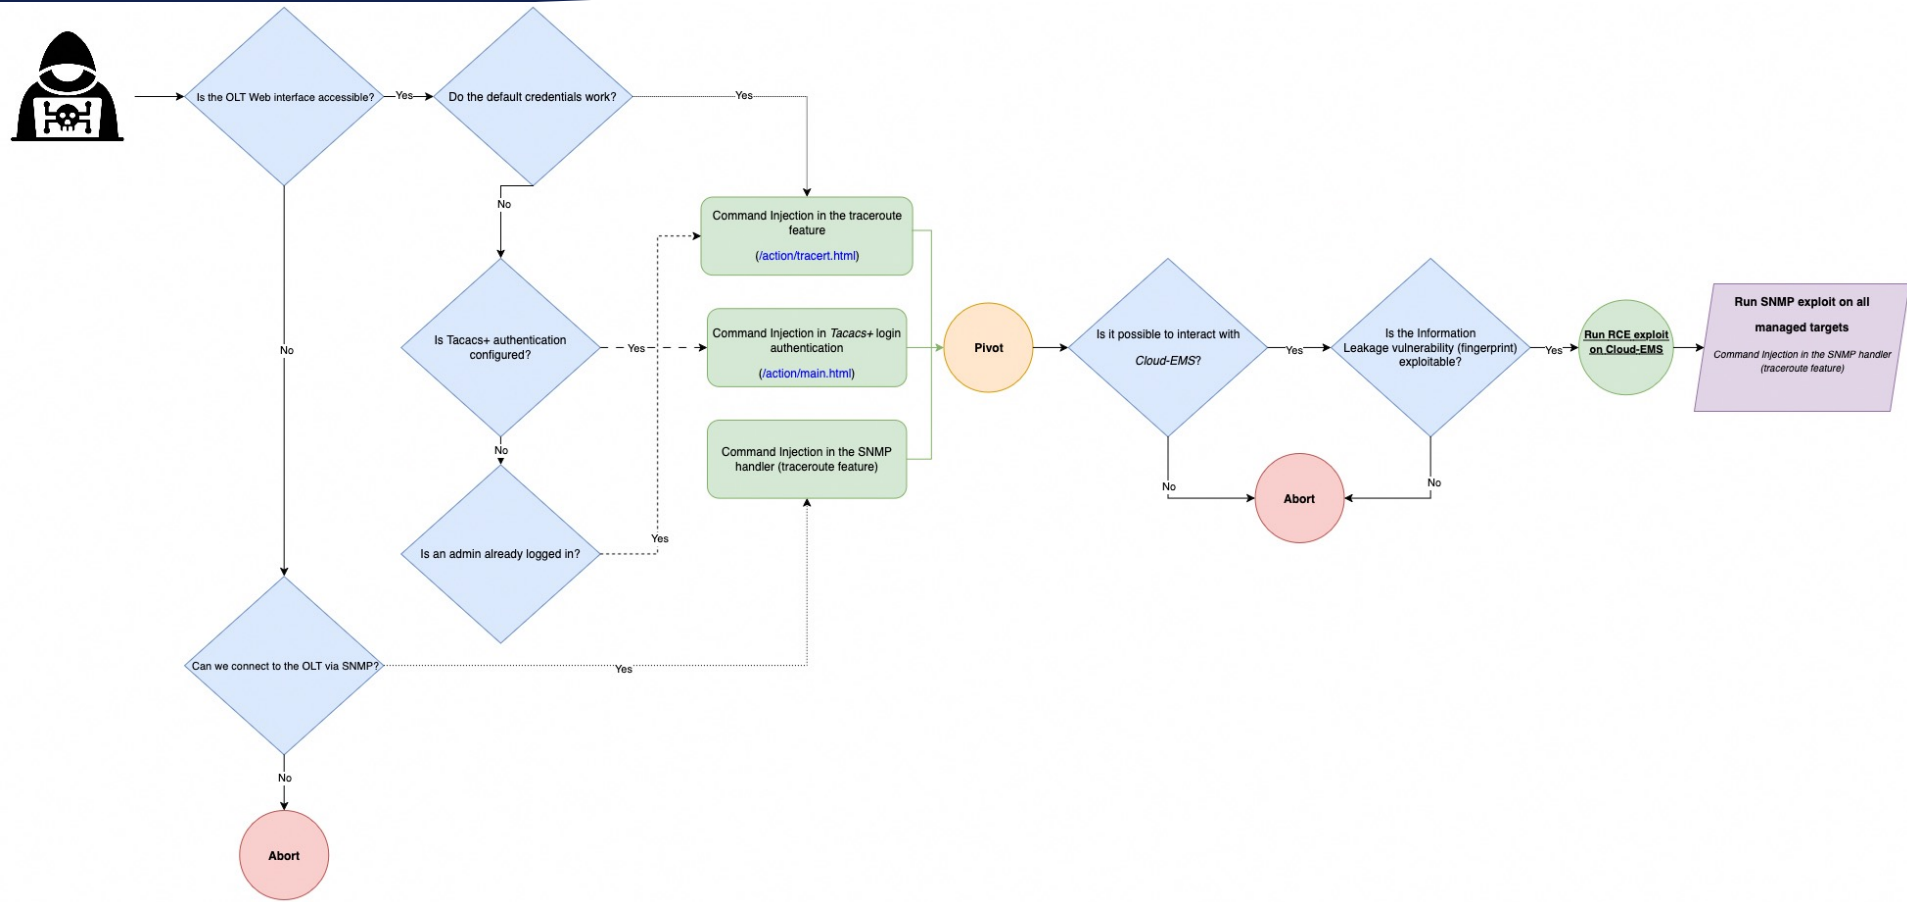 Is the OLT Web interface accessible?
Yes
Do the default credentials work?
Yes
No
No
Command Injection in the traceroute
feature
(/action/tracert.html)
Is Tacacs+ authentication
configured?
Yes
Command Injection in Tacacs+ login
authentication
(/action/main.html)
No
Command Injection in the SNMP
handler (traceroute feature)
Is an admin already logged in?
Yes
Can we connect to the OLT via SNMP?
Yes
No
Abort
Pivot
Is it possible to interact with
Cloud-EMS?
Yes
No
Is the Information
Leakage vulnerability (fingerprint)
exploitable?
Yes
No
Abort
Run RCE exploit
on Cloud-EMS
Run SNMP exploit on all
managed targets
Command Injection in the SNMP handler
(traceroute feature)